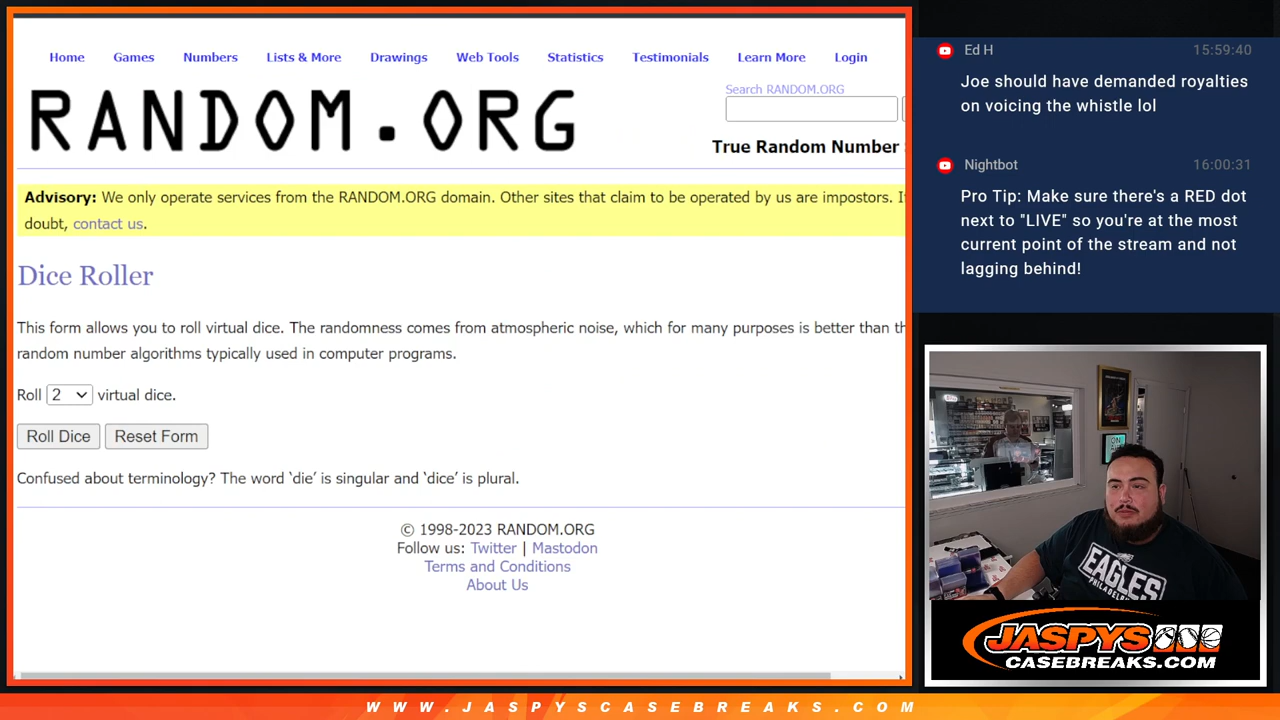 Home Games Numbers Lists & More Drawings Web Tools Statistics Testimonials Learn More Login
RANDOM.ORG
Search RANDOM.ORG
True Random Number
Advisory: We only operate services from the RANDOM.ORG domain. Other sites that claim to be operated by us are impostors. I
doubt, contact us.
Dice Roller
This form allows you to roll virtual dice. The randomness comes from atmospheric noise, which for many purposes is better than th
random number algorithms typically used in computer programs.
Roll 2 virtual dice.
Roll Dice Reset Form
Confused about terminology? The word ‘die’ is singular and ‘dice’ is plural.
© 1998-2023 RANDOM.ORG
Follow us: Twitter | Mastodon
Terms and Conditions
About Us
Ed H 15:59:40
Joe should have demanded royalties
on voicing the whistle lol
Nightbot 16:00:31
Pro Tip: Make sure there's a RED dot
next to "LIVE" so you're at the most
current point of the stream and not
lagging behind!
EAGLES
JASPYS
CASEBREAKS.COM
WWW.JASPYSCASEBREAKS.COM